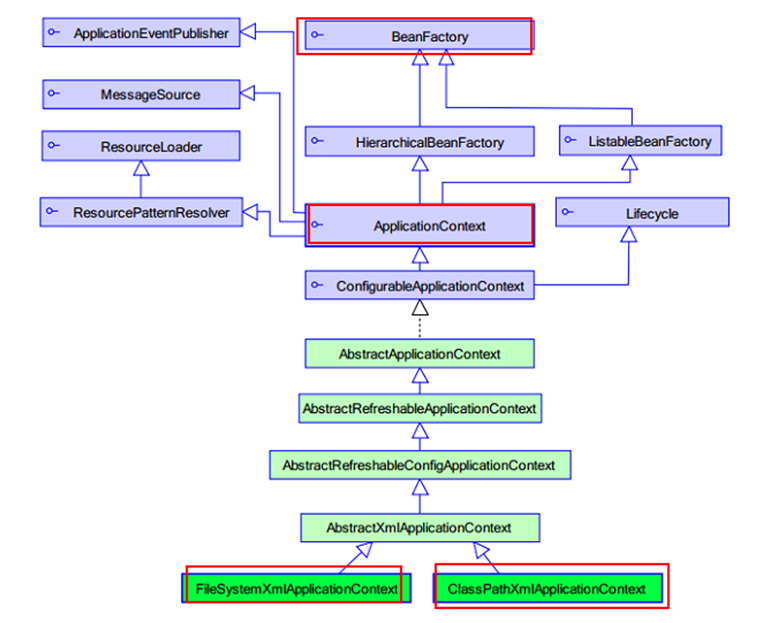 ApplicationEventPublisher
BeanFactory
MessageSource
ResourceLoader
HierarchicalBeanFactory
ListableBeanFactory
ResourcePatternResolver
ApplicationContext
Lifecycle
ConfigurableApplicationContext
AbstractApplicationContext
AbstractRefreshableApplicationContext
AbstractRefreshableConfigApplicationContext
AbstractXmlApplicationContext
FileSystemXmlApplicationContext
ClassPathXmlApplicationContext